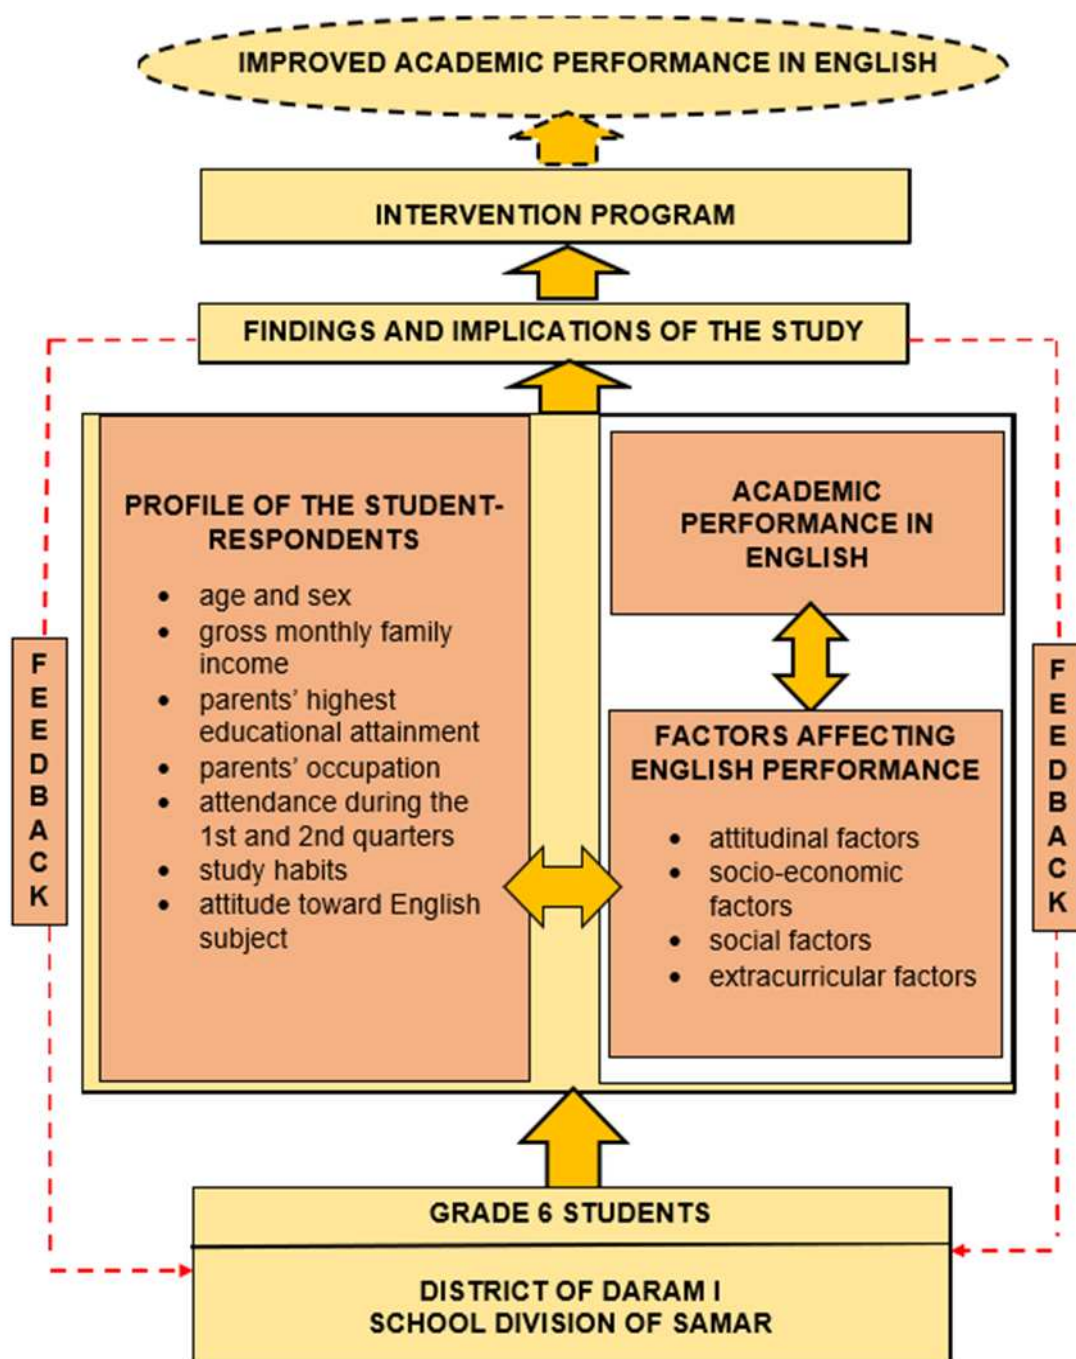 IMPROVED ACADEMIC PERFORMANCE IN ENGLISH
INTERVENTION PROGRAM
FINDINGS AND IMPLICATIONS OF THE STUDY
PROFILE OF THE STUDENT-
RESPONDENTS
• age and sex
• gross monthly family
income
• parents’ highest
educational attainment
• parents’ occupation
• attendance during the
1st and 2nd quarters
• study habits
• attitude toward English
subject
ACADEMIC
PERFORMANCE IN
ENGLISH
FACTORS AFFECTING
ENGLISH PERFORMANCE
• attitudinal factors
• socio-economic
factors
• social factors
• extracurricular factors
FEEDBACK
FEEDBACK
GRADE 6 STUDENTS
DISTRICT OF DARAM I
SCHOOL DIVISION OF SAMAR